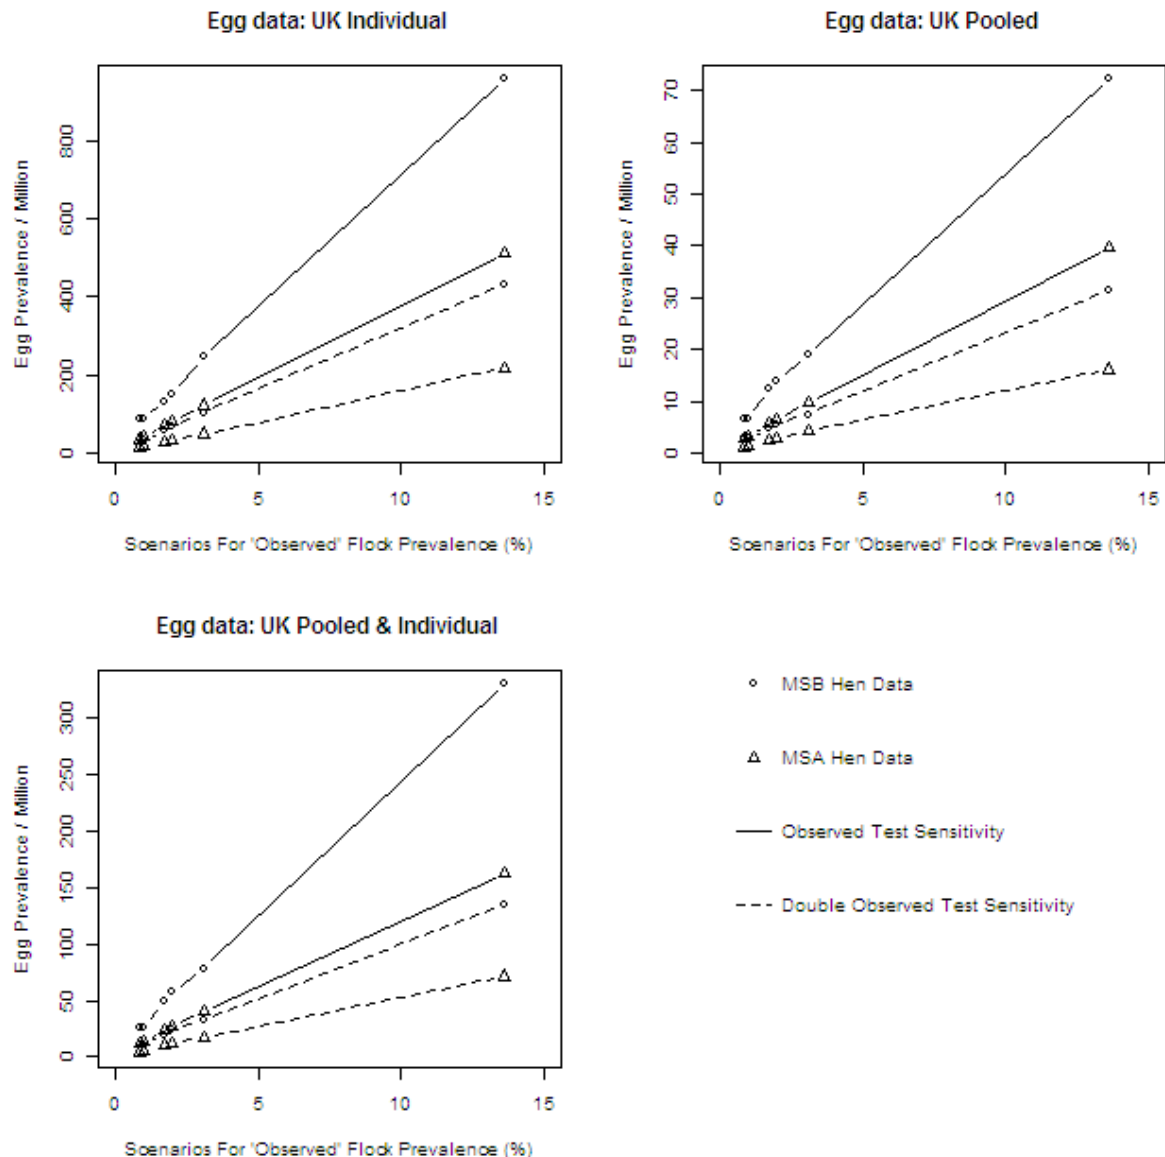 Egg data: UK Individual
Egg Prevalence / Million
0
200
400
600
800
0 5 10 15
Scenarios For 'Observed' Flock Prevalence (%)
Egg data: UK Pooled
Egg Prevalence / Million
0
10
20
30
40
50
60
70
0 5 10 15
Scenarios For 'Observed' Flock Prevalence (%)
Egg data: UK Pooled & Individual
Egg Prevalence / Million
0
50
100
150
200
250
300
0 5 10 15
Scenarios For 'Observed' Flock Prevalence (%)
MSB Hen Data
MSA Hen Data
Observed Test Sensitivity
Double Observed Test Sensitivity